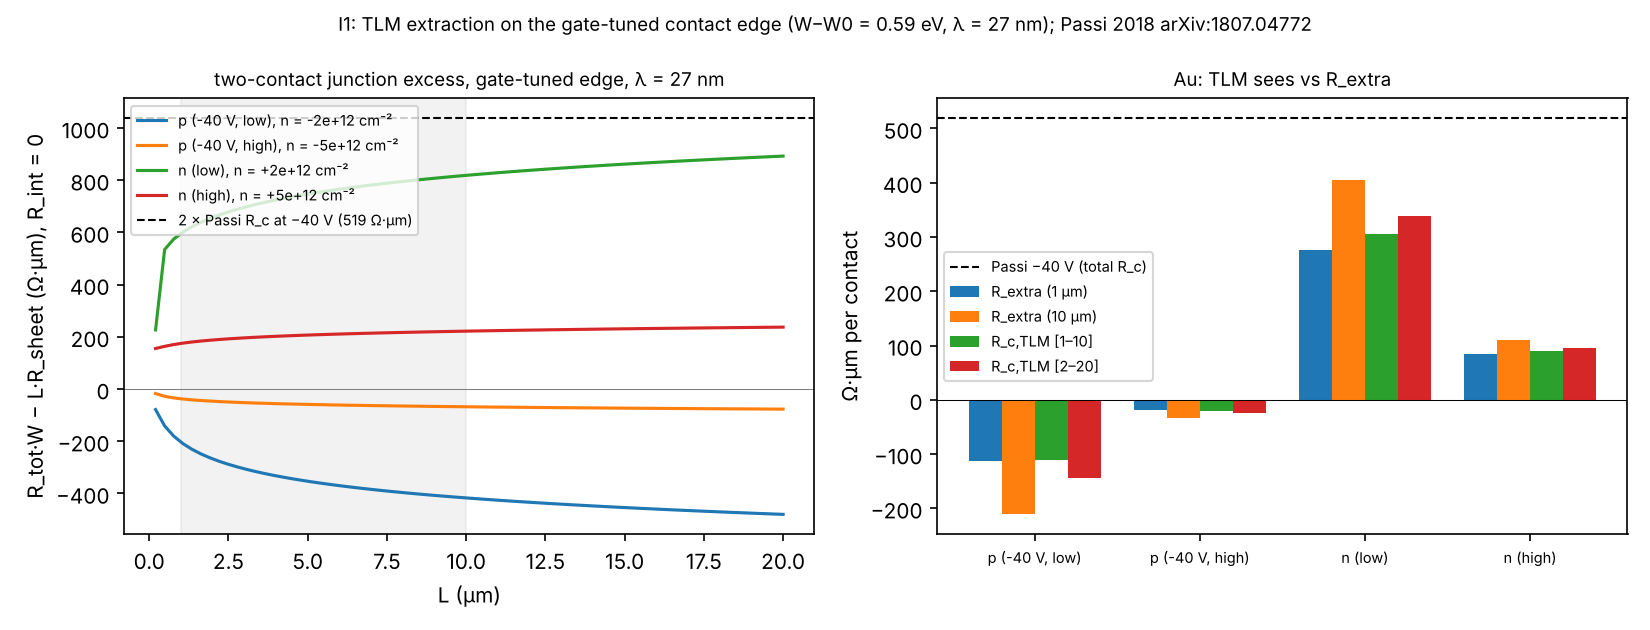 I1: TLM extraction on the gate-tuned contact edge (W−W0 = 0.59 eV, λ = 27 nm); Passi 2018 arXiv:1807.04772
two-contact junction excess, gate-tuned edge, λ = 27 nm
R_tot·W − L·R_sheet (Ω·μm), R_int = 0
1000
800
600
400
200
0
−200
−400
p (-40 V, low), n = -2e+12 cm⁻²
p (-40 V, high), n = -5e+12 cm⁻²
n (low), n = +2e+12 cm⁻²
n (high), n = +5e+12 cm⁻²
2 × Passi R_c at −40 V (519 Ω·μm)
0.0 2.5 5.0 7.5 10.0 12.5 15.0 17.5 20.0
L (μm)
Au: TLM sees vs R_extra
Ω·μm per contact
500
400
300
200
100
0
−100
−200
Passi −40 V (total R_c)
R_extra (1 μm)
R_extra (10 μm)
R_c,TLM [1–10]
R_c,TLM [2–20]
p (-40 V, low) p (-40 V, high) n (low) n (high)